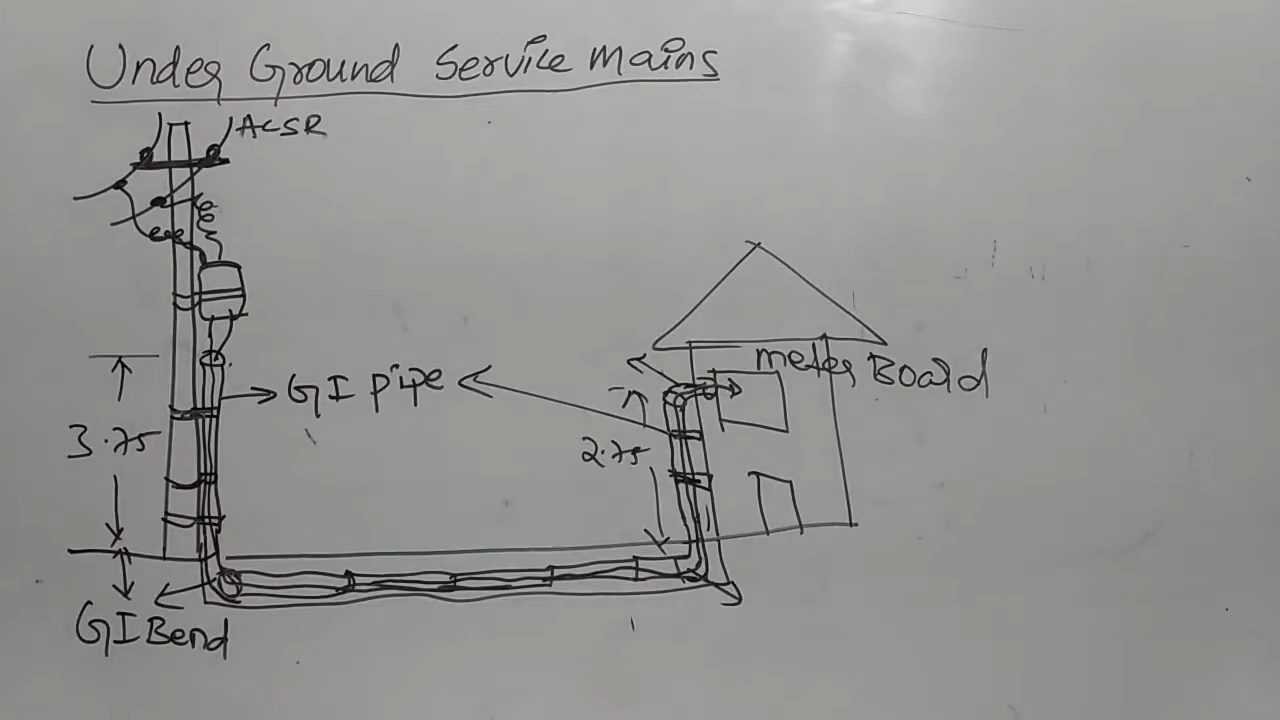 Under Ground Service mains
ACSR
meter Board
GI pipe
3.75
2.75
GI Bend